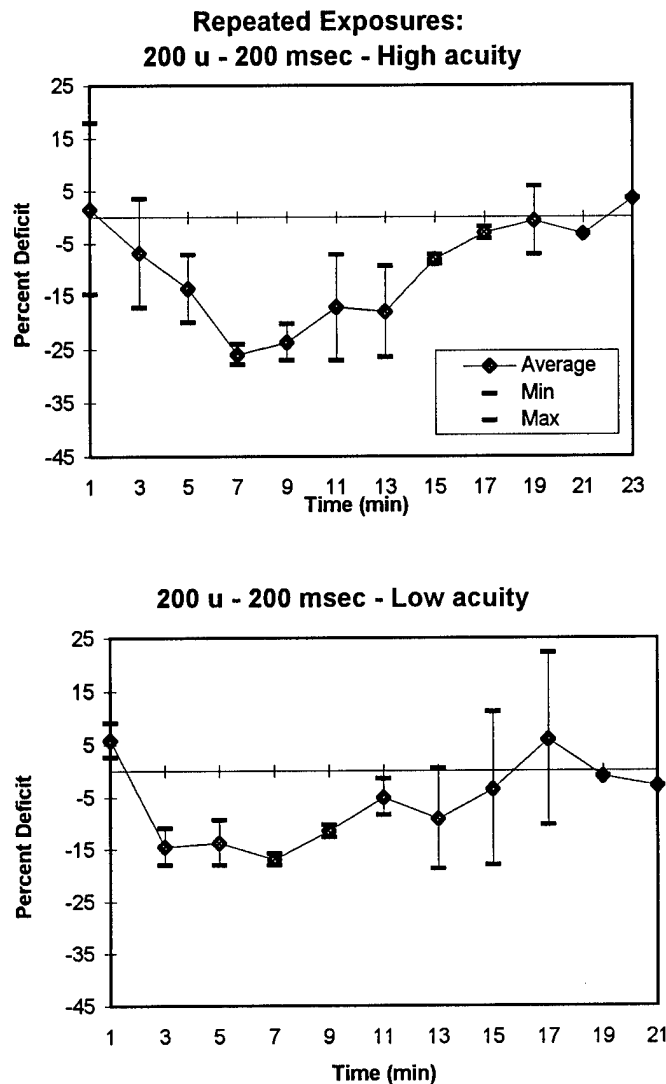 Repeated Exposures:
200 u - 200 msec - High acuity
25
15
5
-5
-15
-25
-35
-45
Percent Deficit
Average
Min
Max
1 3 5 7 9 11 13 15 17 19 21 23
Time (min)
200 u - 200 msec - Low acuity
25
15
5
-5
-15
-25
-35
-45
Percent Deficit
1 3 5 7 9 11 13 15 17 19 21
Time (min)